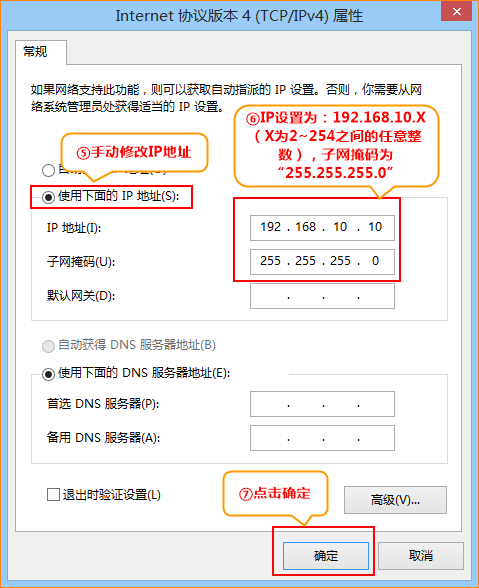 Internet 协议版本 4 (TCP/IPv4) 属性
常规
如果网络支持此功能，则可以获取自动指派的 IP 设置。否则，你需要从网
络系统管理员处获得适当的 IP 设置。
⑤手动修改IP地址
⑥IP设置为：192.168.10.X
（X为2~254之间的任意整
数），子网掩码为
“255.255.255.0”
使用下面的 IP 地址(S):
IP 地址(I):
192 . 168 . 10 . 10
子网掩码(U):
255 . 255 . 255 . 0
默认网关(D):
. . .
自动获得 DNS 服务器地址(B)
使用下面的 DNS 服务器地址(E):
首选 DNS 服务器(P):
. . .
备用 DNS 服务器(A):
. . .
退出时验证设置(L)
⑦点击确定
高级(V)...
确定
取消